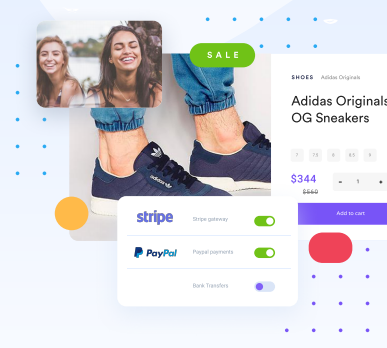 SALE
SHOES Adidas Originals
Adidas Originals
OG Sneakers
7 7.5 8 8.5 9
$344
- 1 +
$560
Add to cart
adidas
stripe Stripe gateway
PayPal Paypal payments
Bank Transfers